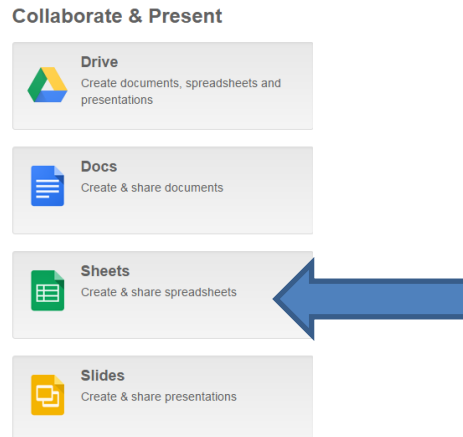 Collaborate & Present
Drive
Create documents, spreadsheets and
presentations
Docs
Create & share documents
Sheets
Create & share spreadsheets
Slides
Create & share presentations